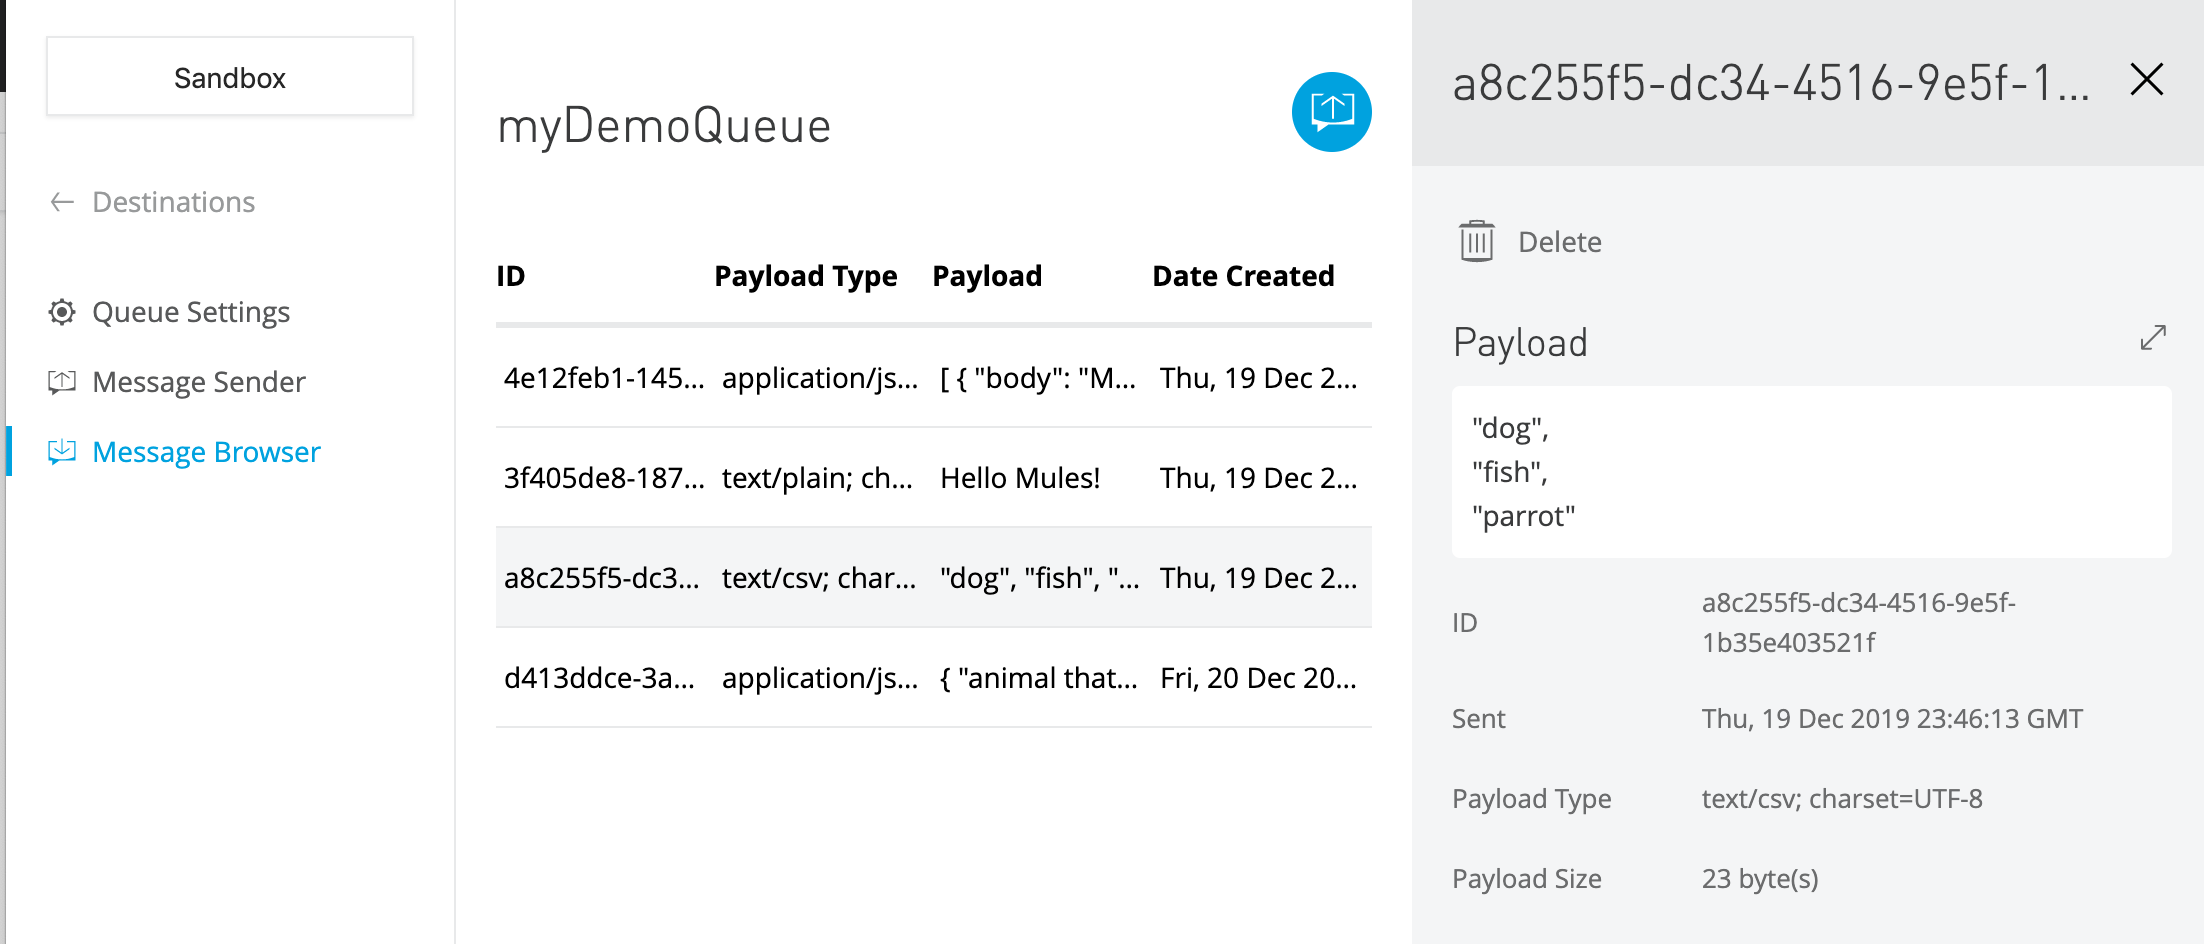 Sandbox
Destinations
Queue Settings
Message Sender
Message Browser
myDemoQueue
ID Payload Type Payload Date Created
4e12feb1-145... application/js... [ { "body": "M... Thu, 19 Dec 2...
3f405de8-187... text/plain; ch... Hello Mules! Thu, 19 Dec 2...
a8c255f5-dc3... text/csv; char... "dog", "fish", "... Thu, 19 Dec 2...
d413ddce-3a... application/js... { "animal that... Fri, 20 Dec 20...
a8c255f5-dc34-4516-9e5f-1...
Delete
Payload
"dog",
"fish",
"parrot"
ID a8c255f5-dc34-4516-9e5f-
1b35e403521f
Sent Thu, 19 Dec 2019 23:46:13 GMT
Payload Type text/csv; charset=UTF-8
Payload Size 23 byte(s)